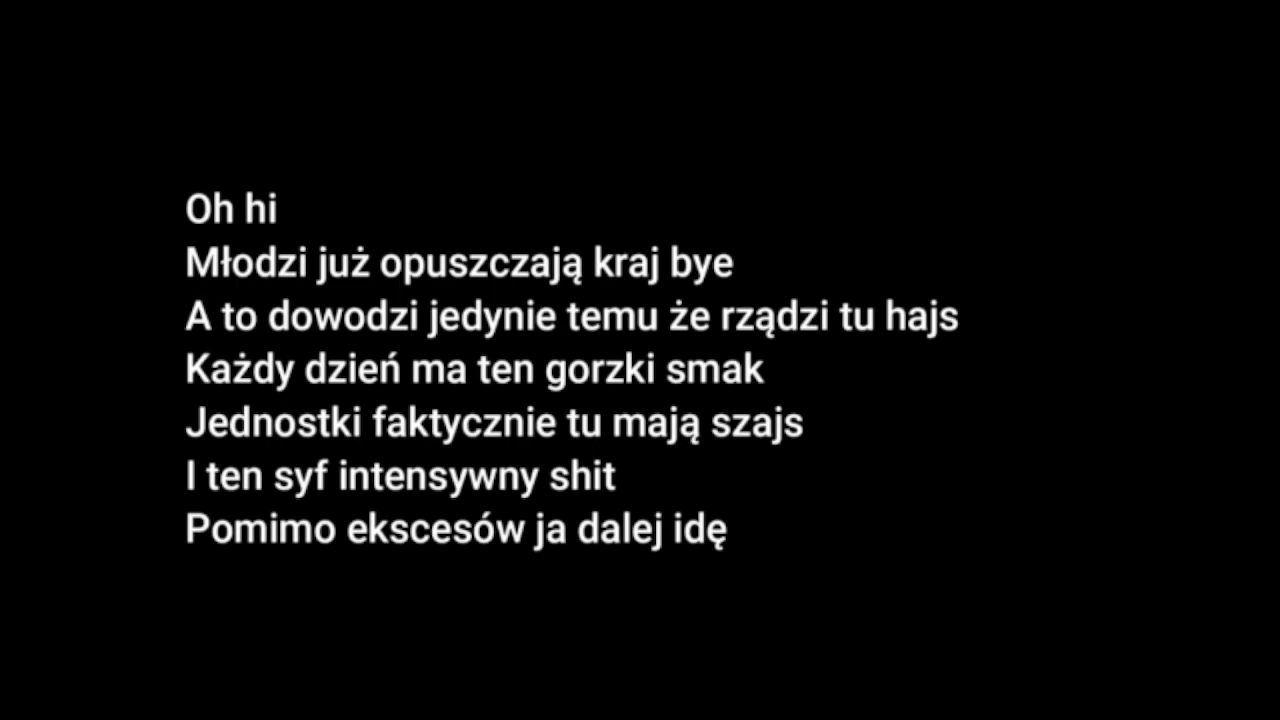 Oh hi
Młodzi już opuszczają kraj bye
A to dowodzi jedynie temu że rządzi tu hajs
Każdy dzień ma ten gorzki smak
Jednostki faktycznie tu mają szajs
I ten syf intensywny shit
Pomimo ekscesów ja dalej idę